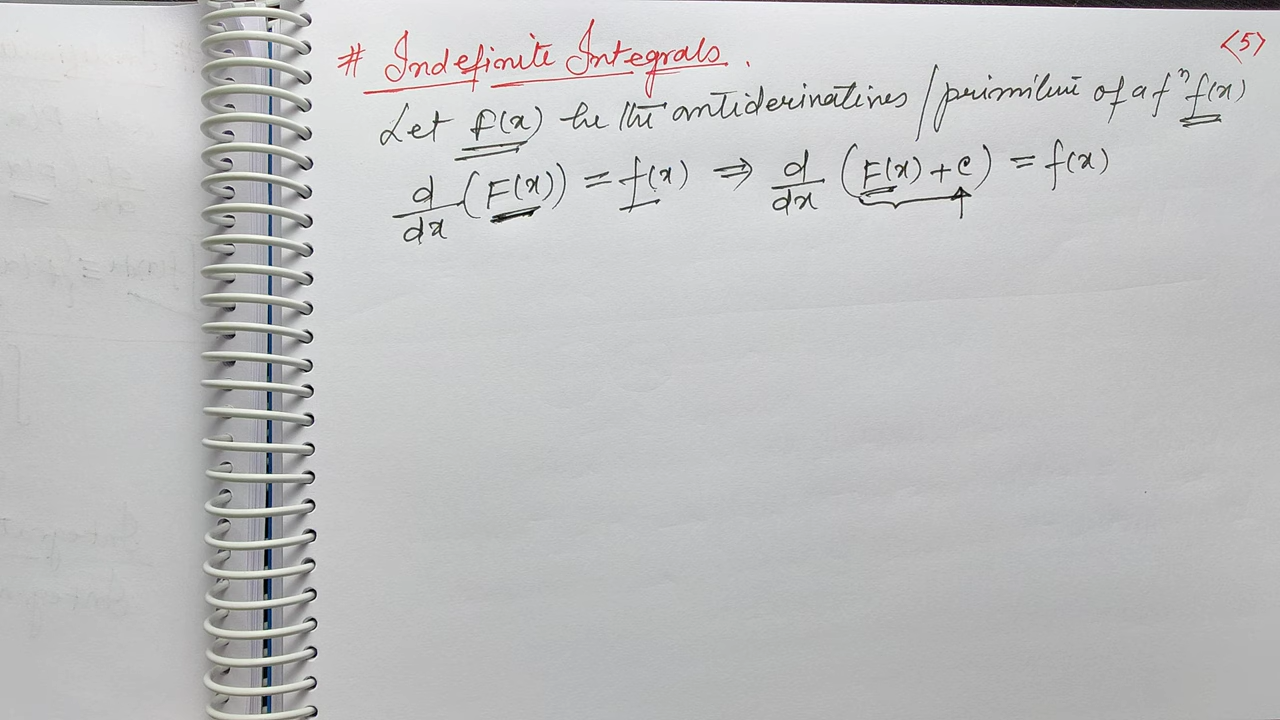 # Indefinite Integrals.
<5>
Let F(x) be the antiderivatives / primitive of a fⁿ f(x)
d/dx (F(x)) = f(x) ⇒ d/dx (F(x) + c) = f(x)